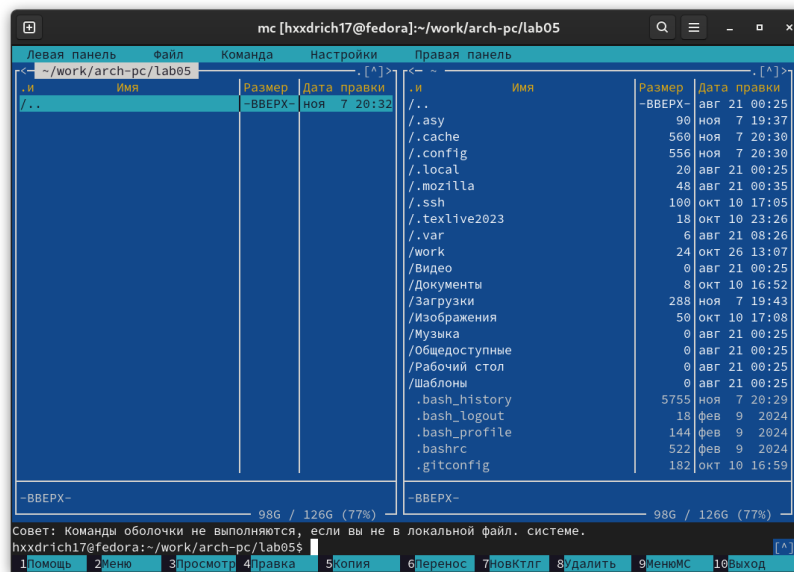 mc [hxxdrich17@fedora]:~/work/arch-pc/lab05
Левая панель Файл Команда Настройки Правая панель
<— ~/work/arch-pc/lab05 .[^]>
.и Имя Размер Дата правки
/.. -ВВЕРХ- ноя 7 20:32
-ВВЕРХ-
98G / 126G (77%)
<— ~ .[^]>
.и Имя Размер Дата правки
/.. -ВВЕРХ- авг 21 00:25
/.asy 90 ноя 7 19:37
/.cache 560 ноя 7 20:30
/.config 556 ноя 7 20:30
/.local 20 авг 21 00:25
/.mozilla 48 авг 21 00:35
/.ssh 100 окт 10 17:05
/.texlive2023 18 окт 10 23:26
/.var 6 авг 21 08:26
/work 24 окт 26 13:07
/Видео 0 авг 21 00:25
/Документы 8 окт 10 16:52
/Загрузки 288 ноя 7 19:43
/Изображения 50 окт 10 17:08
/Музыка 0 авг 21 00:25
/Общедоступные 0 авг 21 00:25
/Рабочий стол 0 авг 21 00:25
/Шаблоны 0 авг 21 00:25
.bash_history 5755 ноя 7 20:29
.bash_logout 18 фев 9 2024
.bash_profile 144 фев 9 2024
.bashrc 522 фев 9 2024
.gitconfig 182 окт 10 16:59
-ВВЕРХ-
98G / 126G (77%)
Совет: Команды оболочки не выполняются, если вы не в локальной файл. системе.
hxxdrich17@fedora:~/work/arch-pc/lab05$ [^]
1Помощь 2Меню 3Просмотр 4Правка 5Копия 6Перенос 7НовКтлг 8Удалить 9МенюМС 10Выход